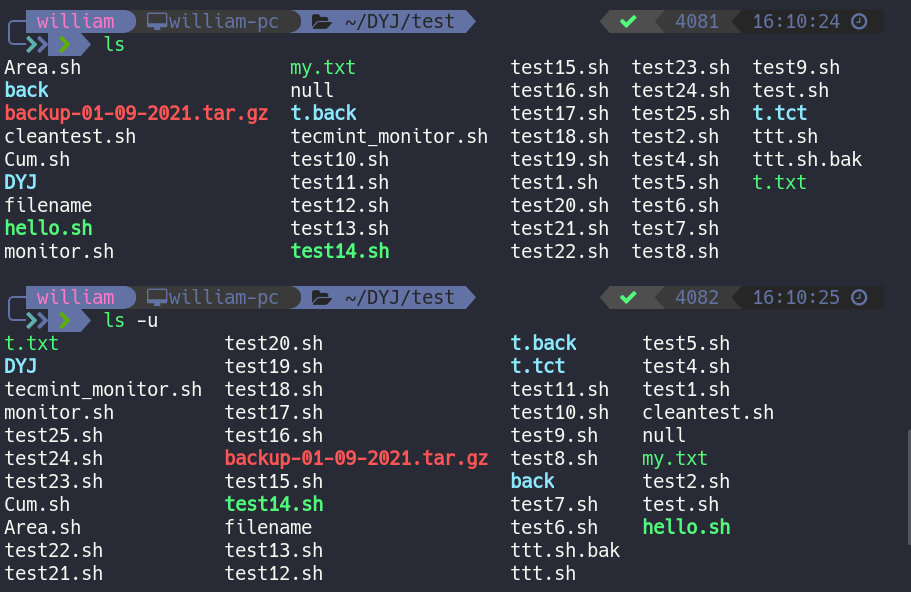 william william-pc ~/DYJ/test ✔ 4081 16:10:24
ls
Area.sh my.txt test15.sh test23.sh test9.sh
back null test16.sh test24.sh test.sh
backup-01-09-2021.tar.gz t.back test17.sh test25.sh t.tct
cleantest.sh tecmint_monitor.sh test18.sh test2.sh ttt.sh
Cum.sh test10.sh test19.sh test4.sh ttt.sh.bak
DYJ test11.sh test1.sh test5.sh t.txt
filename test12.sh test20.sh test6.sh
hello.sh test13.sh test21.sh test7.sh
monitor.sh test14.sh test22.sh test8.sh
william william-pc ~/DYJ/test ✔ 4082 16:10:25
ls -u
t.txt test20.sh t.back test5.sh
DYJ test19.sh t.tct test4.sh
tecmint_monitor.sh test18.sh test11.sh test1.sh
monitor.sh test17.sh test10.sh cleantest.sh
test25.sh test16.sh test9.sh null
test24.sh backup-01-09-2021.tar.gz test8.sh my.txt
test23.sh test15.sh back test2.sh
Cum.sh test14.sh test7.sh test.sh
Area.sh filename test6.sh hello.sh
test22.sh test13.sh ttt.sh.bak
test21.sh test12.sh ttt.sh